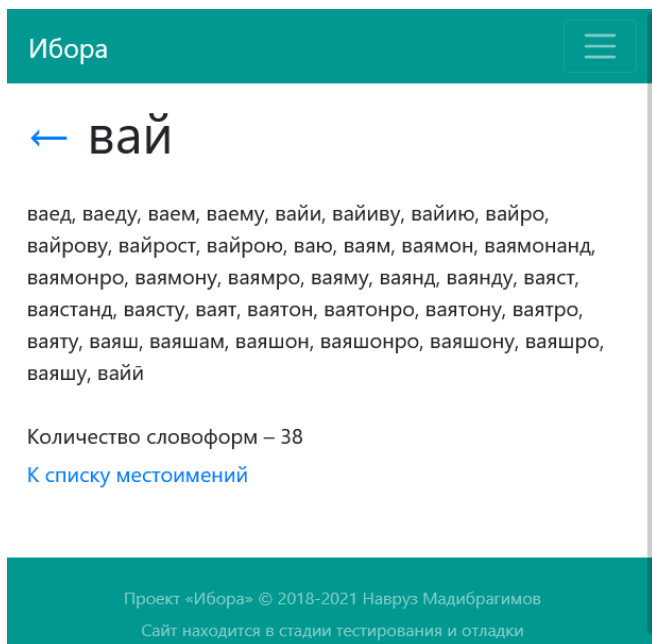 Ибора
← вай
ваед, ваеду, ваем, ваему, вайи, вайиву, вайию, вайро,
вайрову, вайрост, вайрою, ваю, ваям, ваямон, ваямонанд,
ваямонро, ваямону, ваямро, ваяму, ваянд, ваянду, ваяст,
ваястанд, ваясту, ваят, ваятон, ваятонро, ваятону, ваятро,
ваяту, ваяш, ваяшам, ваяшон, ваяшонро, ваяшону, ваяшро,
ваяшу, вайӣ
Количество словоформ – 38
К списку местоимений
Проект «Ибора» © 2018-2021 Навруз Мадибрагимов
Сайт находится в стадии тестирования и отладки